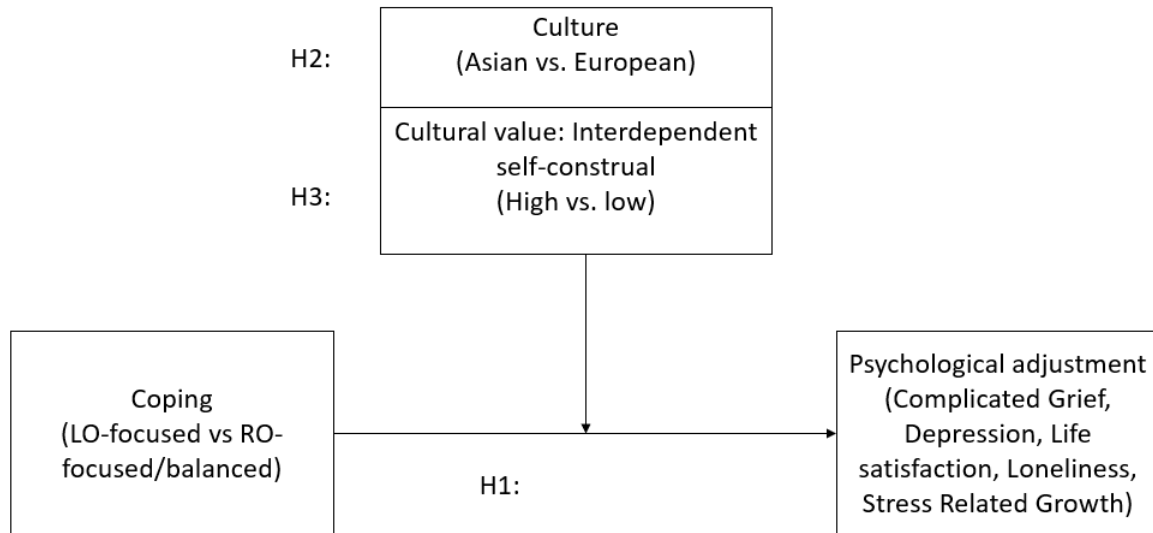 H2:
Culture
(Asian vs. European)
H3:
Cultural value: Interdependent
self-construal
(High vs. low)
Coping
(LO-focused vs RO-
focused/balanced)
H1:
Psychological adjustment
(Complicated Grief,
Depression, Life
satisfaction, Loneliness,
Stress Related Growth)